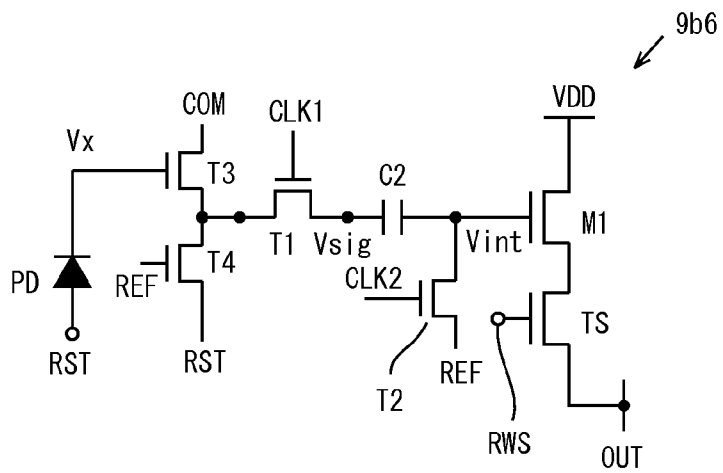 9b6
VDD
COM
CLK1
Vx
T3
C2
M1
T1
Vsig
Vint
T4
REF
PD
CLK2
TS
RST
RST
REF
T2
RWS
OUT